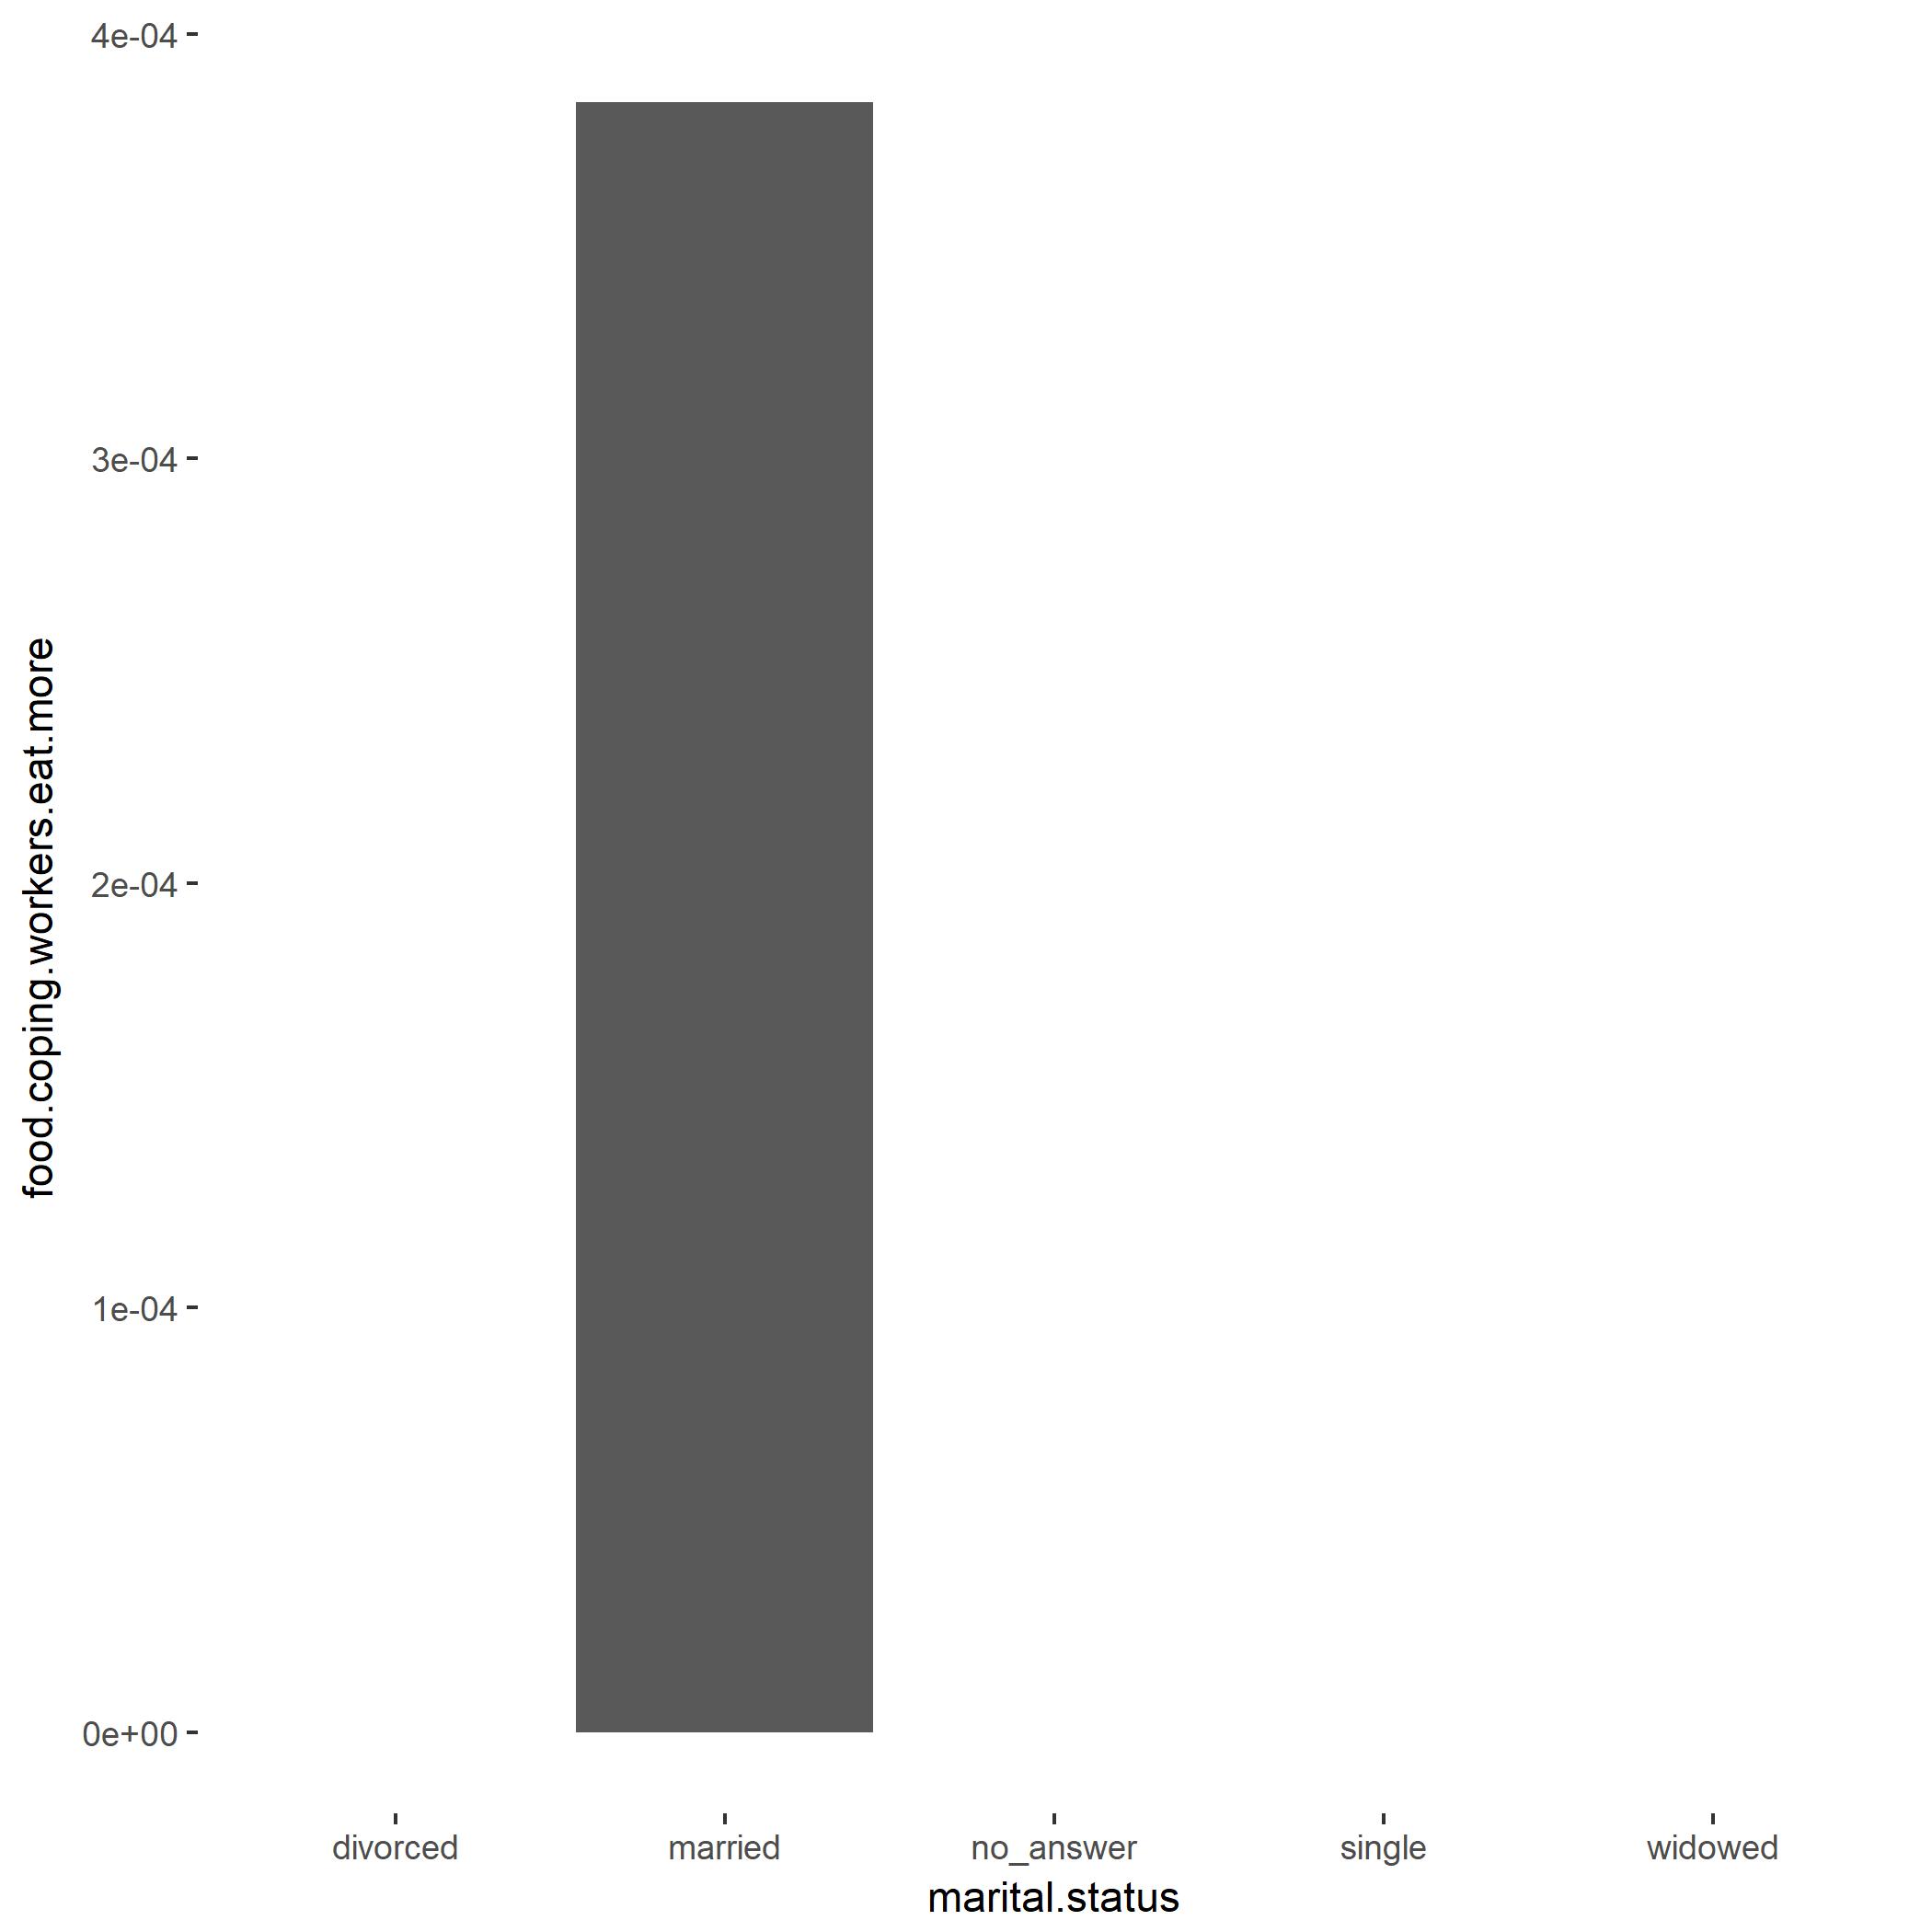 4e-04
3e-04
2e-04
1e-04
0e+00
food.coping.workers.eat.more
divorced married no_answer single widowed
marital.status